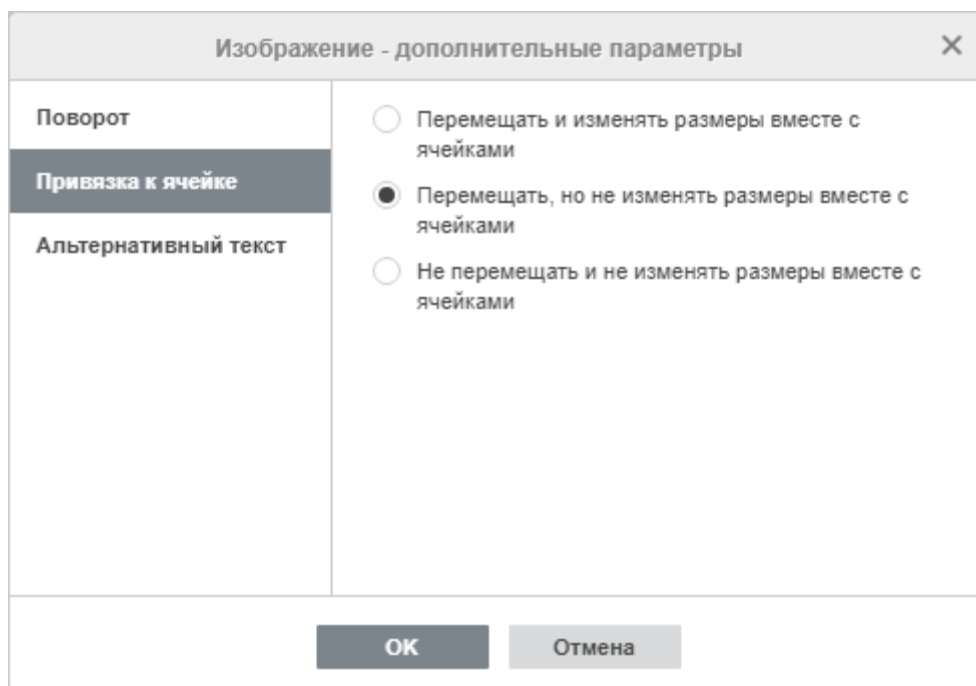 Изображение - дополнительные параметры
Поворот
Привязка к ячейке
Альтернативный текст
Перемещать и изменять размеры вместе с
ячейками
Перемещать, но не изменять размеры вместе с
ячейками
Не перемещать и не изменять размеры вместе с
ячейками
OK
Отмена